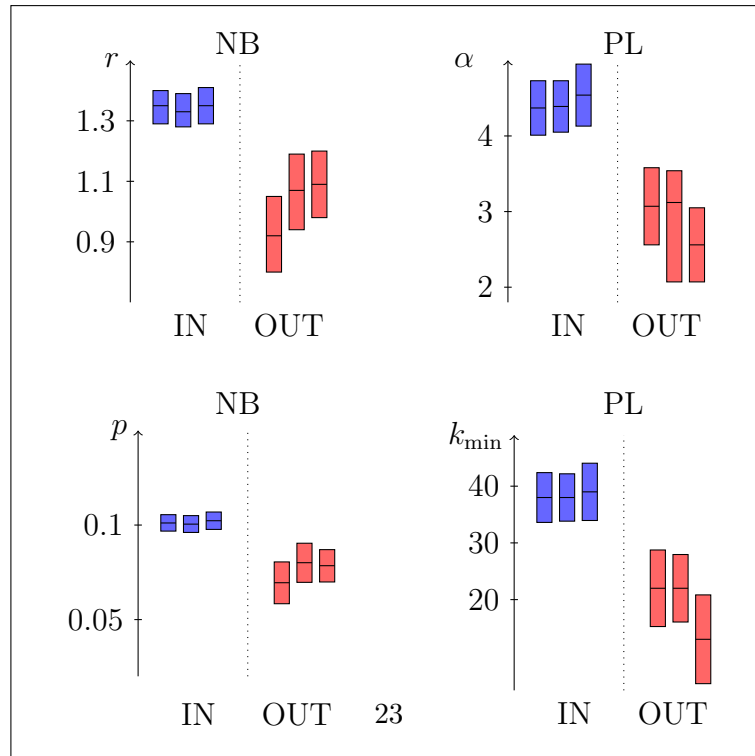 NB
r
1.3
1.1
0.9
IN OUT
PL
α
4
3
2
IN OUT
NB
p
0.1
0.05
IN OUT
PL
k_min
40
30
20
IN OUT
23